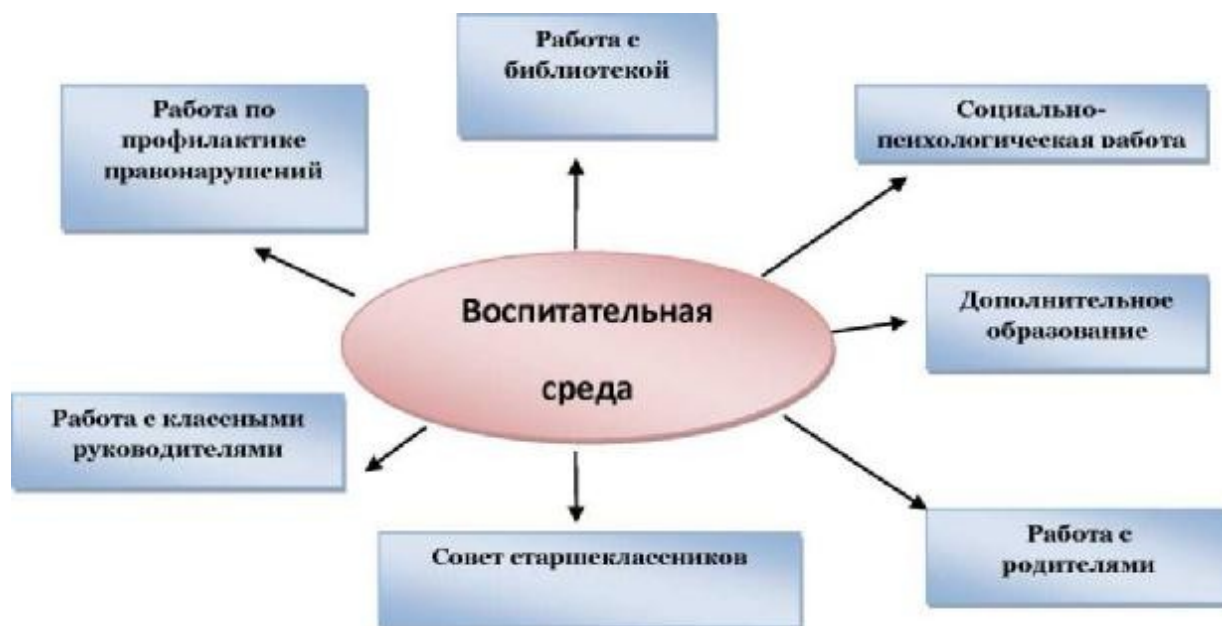 Работа с
библиотекой
Работа по
профилактике
правонарушений
Социально-
психологическая работа
Воспитательная
среда
Дополнительное
образование
Работа с классными
руководителями
Совет старшеклассников
Работа с
родителями